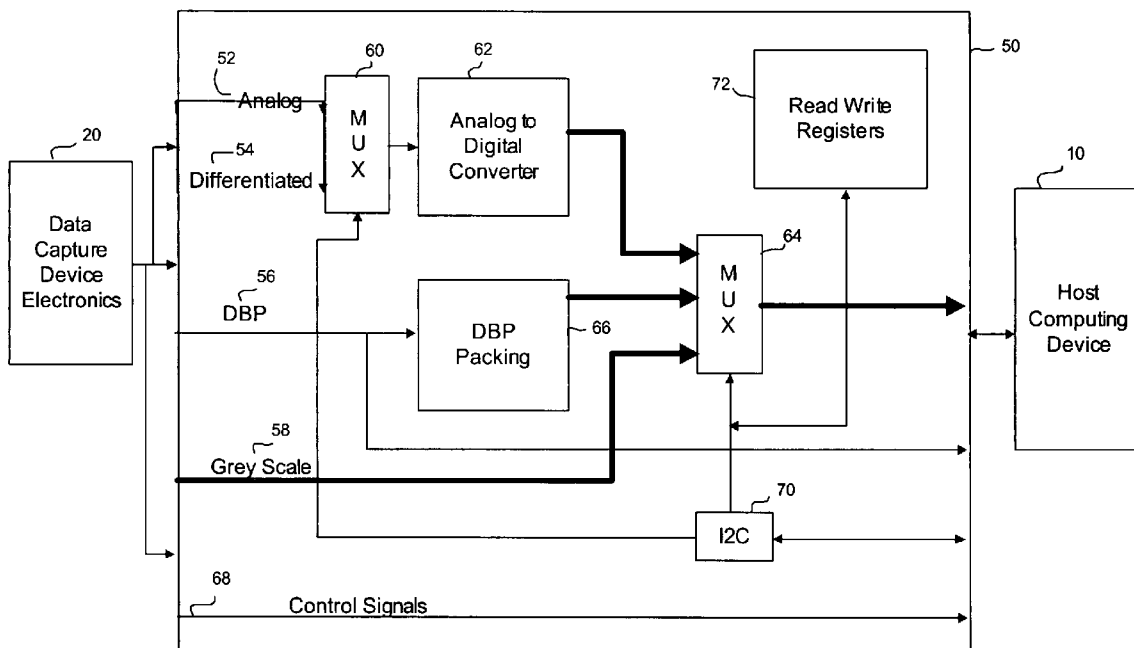 50
60
62
52
Analog
M
U
X
Analog to
Digital
Converter
72
Read Write
Registers
54
Differentiated
20
Data
Capture
Device
Electronics
10
Host
Computing
Device
64
M
U
X
56
DBP
DBP
Packing
66
58
Grey Scale
70
I2C
68
Control Signals